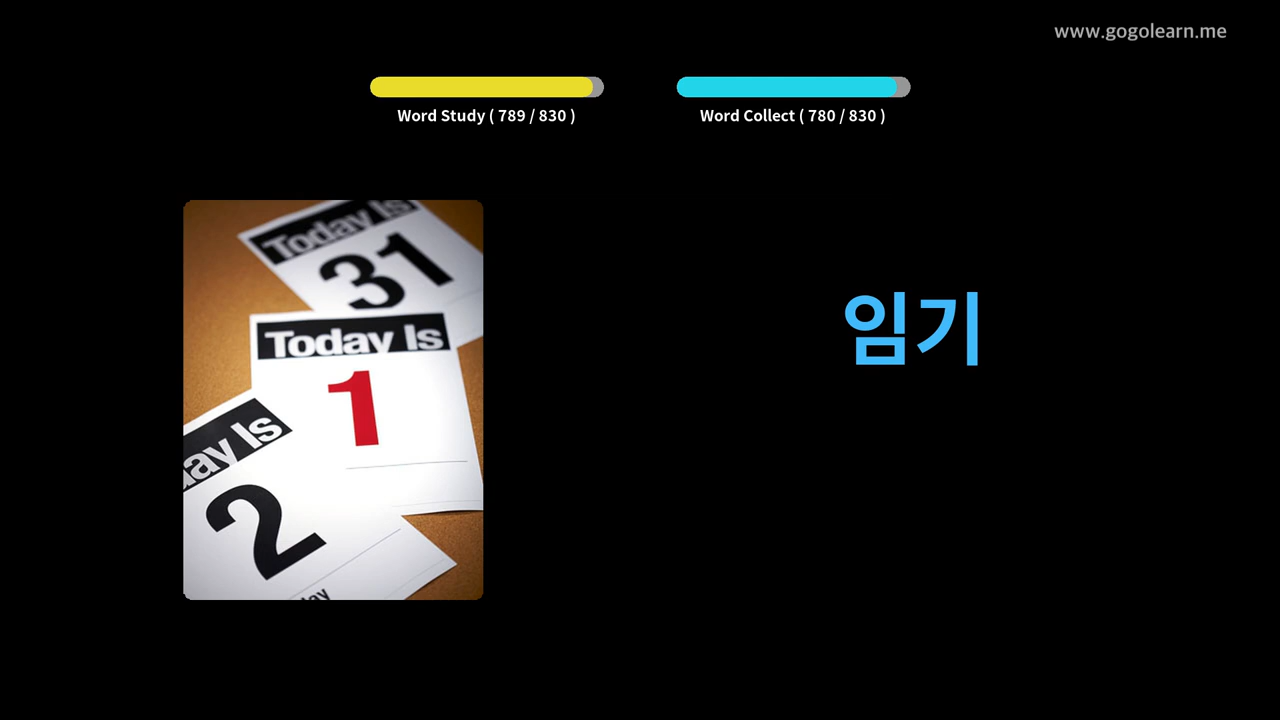 www.gogolearn.me
Word Study ( 789 / 830 )
Word Collect ( 780 / 830 )
Today Is
31
Today Is
1
ay Is
2
임기